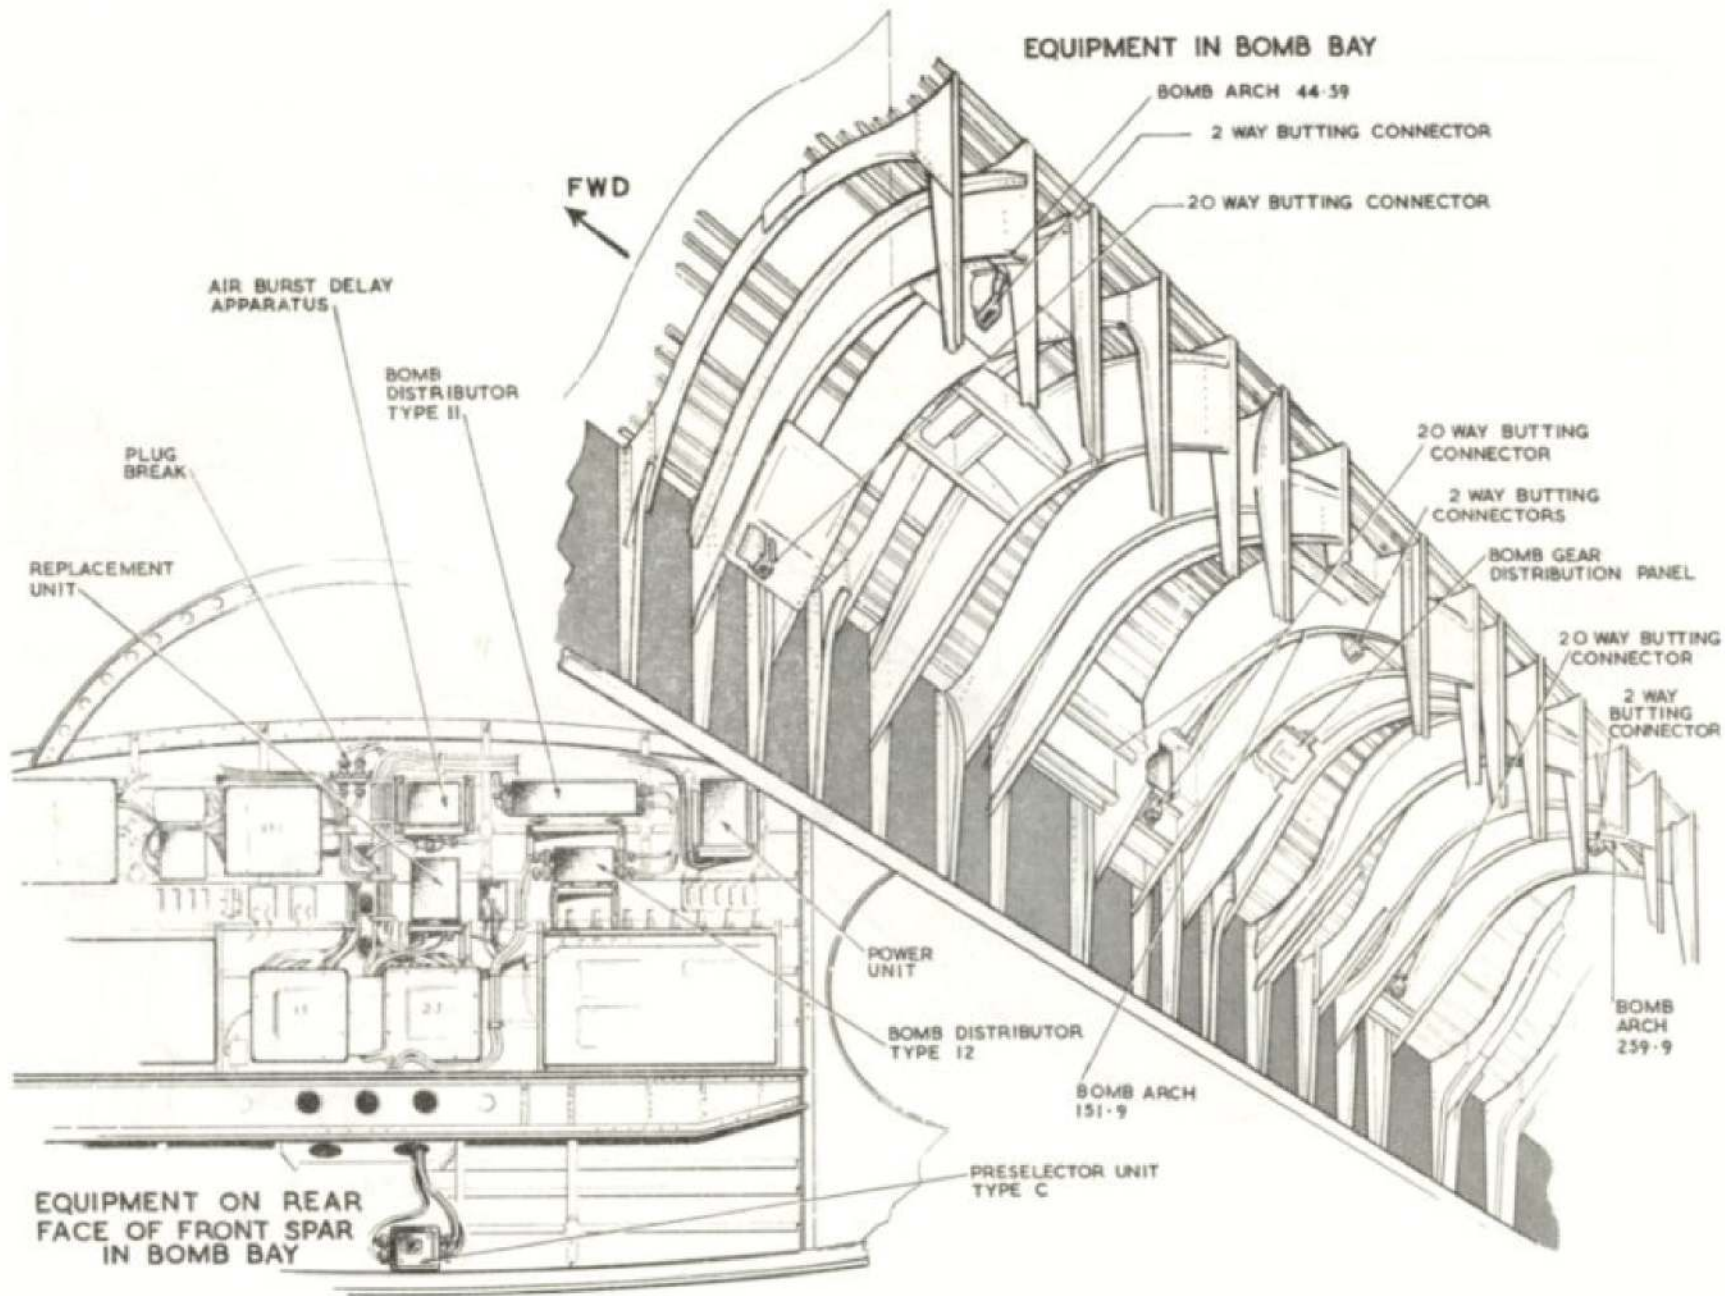 EQUIPMENT IN BOMB BAY
BOMB ARCH 44·59
2 WAY BUTTING CONNECTOR
20 WAY BUTTING CONNECTOR
FWD
AIR BURST DELAY
APPARATUS
BOMB
DISTRIBUTOR
TYPE 11
PLUG
BREAK
REPLACEMENT
UNIT
20 WAY BUTTING
CONNECTOR
2 WAY BUTTING
CONNECTORS
BOMB GEAR
DISTRIBUTION PANEL
20 WAY BUTTING
CONNECTOR
2 WAY
BUTTING
CONNECTOR
POWER
UNIT
BOMB DISTRIBUTOR
TYPE 12
BOMB ARCH
151·9
BOMB
ARCH
259·9
PRESELECTOR UNIT
TYPE C
EQUIPMENT ON REAR
FACE OF FRONT SPAR
IN BOMB BAY